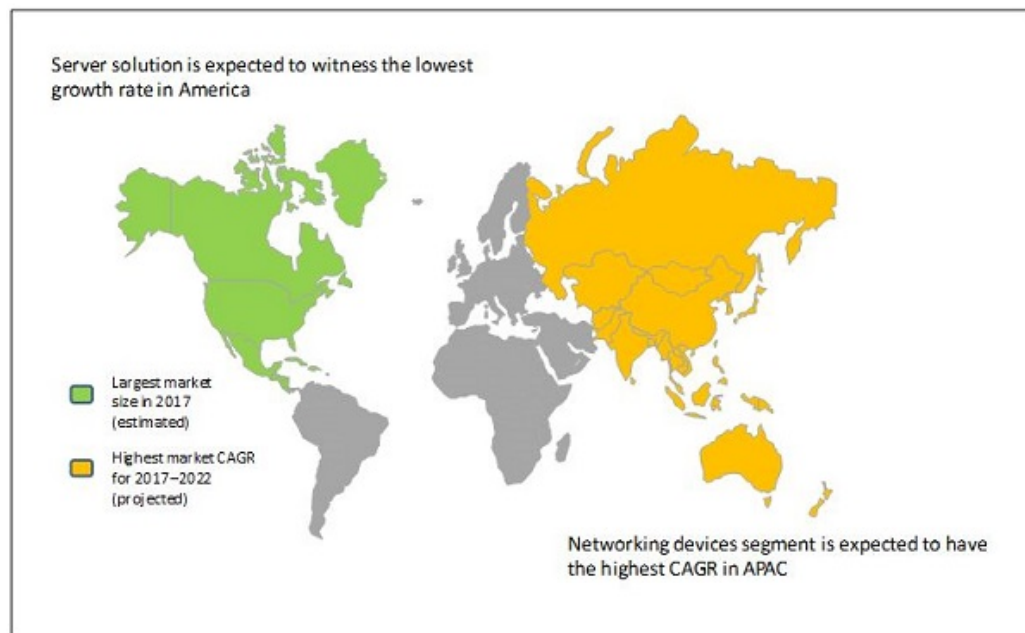 Server solution is expected to witness the lowest
growth rate in America
Largest market
size in 2017
(estimated)
Highest market CAGR
for 2017–2022
(projected)
Networking devices segment is expected to have
the highest CAGR in APAC